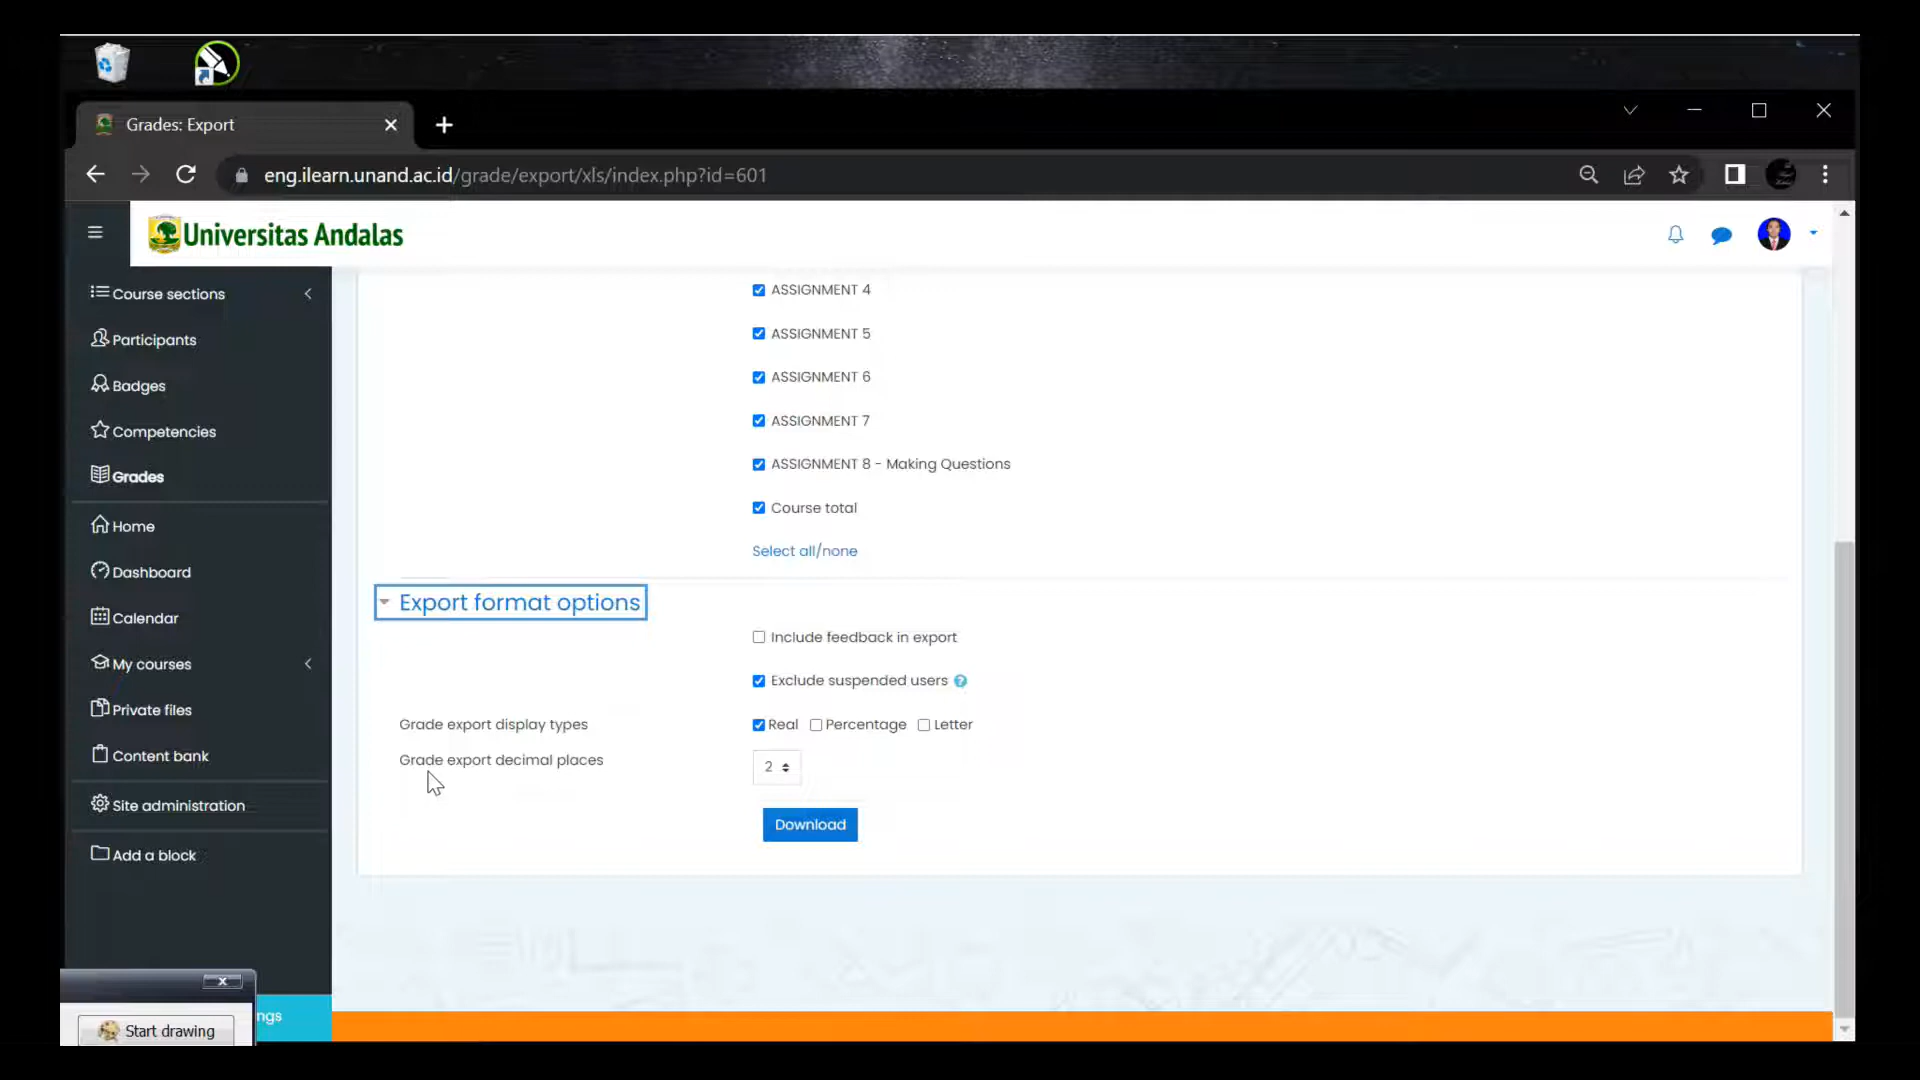 Grades: Export
eng.ilearn.unand.ac.id/grade/export/xls/index.php?id=601
Universitas Andalas
Course sections
Participants
Badges
Competencies
Grades
Home
Dashboard
Calendar
My courses
Private files
Content bank
Site administration
Add a block
ngs
Start drawing
ASSIGNMENT 4
ASSIGNMENT 5
ASSIGNMENT 6
ASSIGNMENT 7
ASSIGNMENT 8 - Making Questions
Course total
Select all/none
Export format options
Include feedback in export
Exclude suspended users
Grade export display types
Real Percentage Letter
Grade export decimal places
2
Download